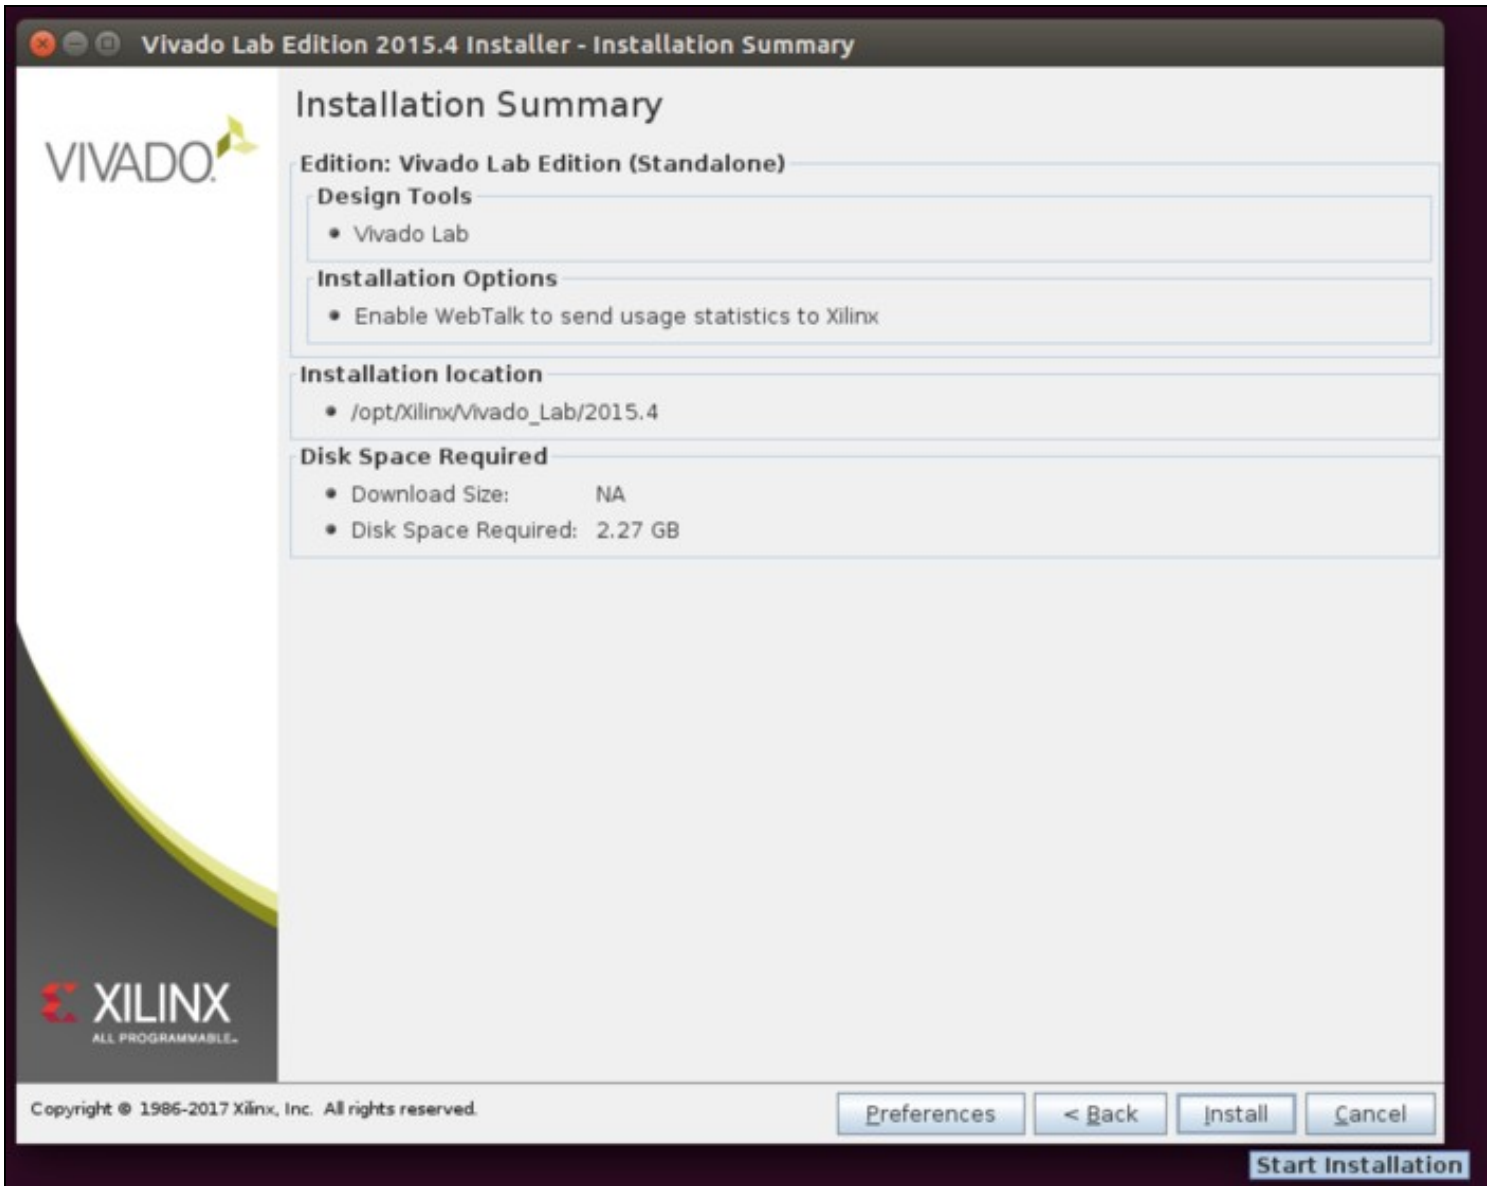 Vivado Lab Edition 2015.4 Installer - Installation Summary
VIVADO.
Installation Summary
Edition: Vivado Lab Edition (Standalone)
Design Tools
• Vivado Lab
Installation Options
• Enable WebTalk to send usage statistics to Xilinx
Installation location
• /opt/Xilinx/Vivado_Lab/2015.4
Disk Space Required
• Download Size: NA
• Disk Space Required: 2.27 GB
XILINX
ALL PROGRAMMABLE™
Copyright © 1986-2017 Xilinx, Inc. All rights reserved.
Preferences < Back Install Cancel
Start Installation